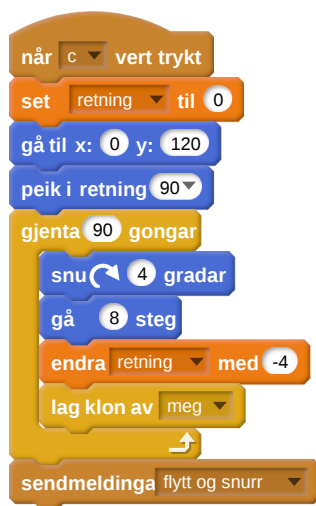 når c vert trykt
set retning til 0
gå til x: 0 y: 120
peik i retning 90
gjenta 90 gongar
snu 4 gradar
gå 8 steg
endra retning med -4
lag klon av meg
sendmeldinga flytt og snurr